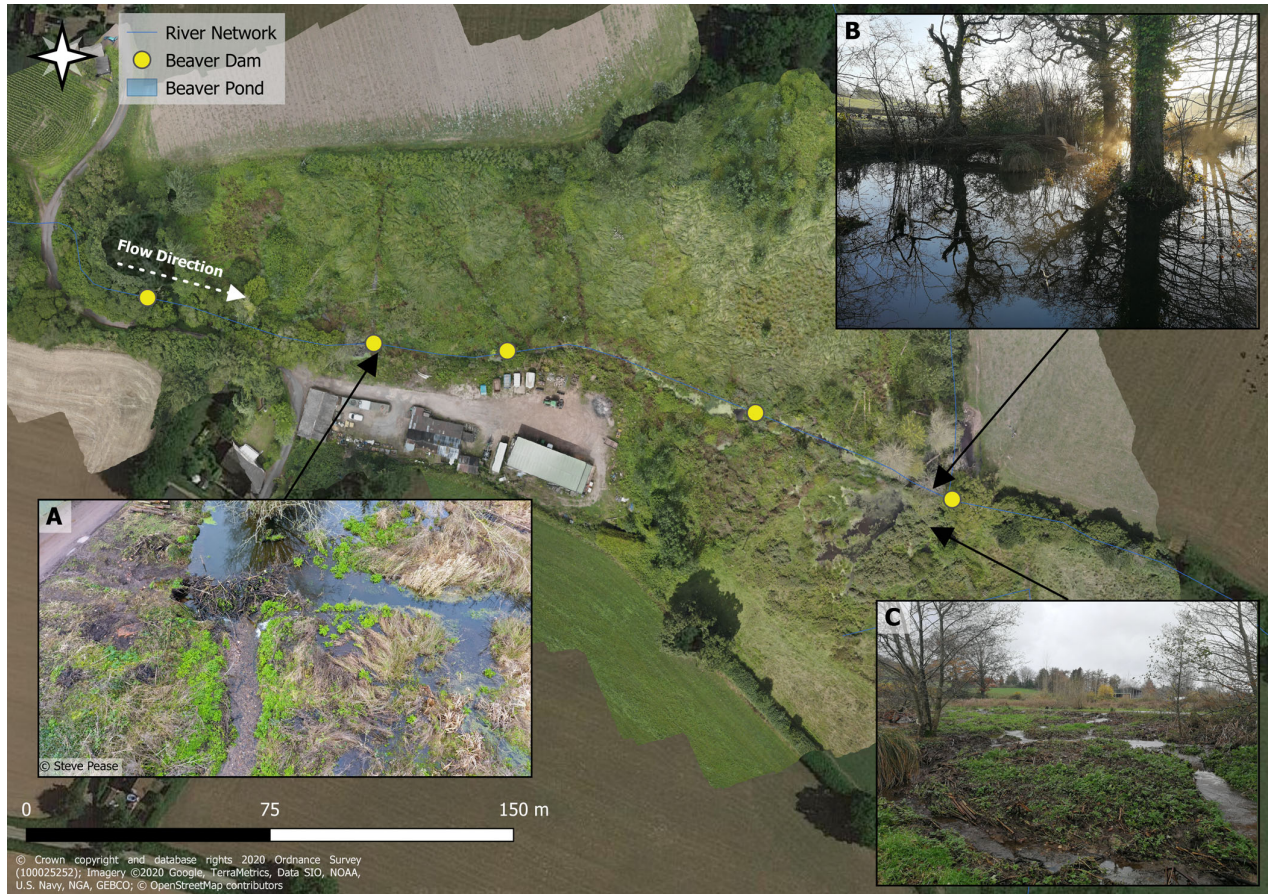 River Network
Beaver Dam
Beaver Pond
Flow Direction
A
© Steve Pease
B
C
0 75 150 m
© Crown copyright and database rights 2020 Ordnance Survey
(100025252); Imagery ©2020 Google, TerraMetrics, Data SIO, NOAA,
U.S. Navy, NGA, GEBCO; © OpenStreetMap contributors